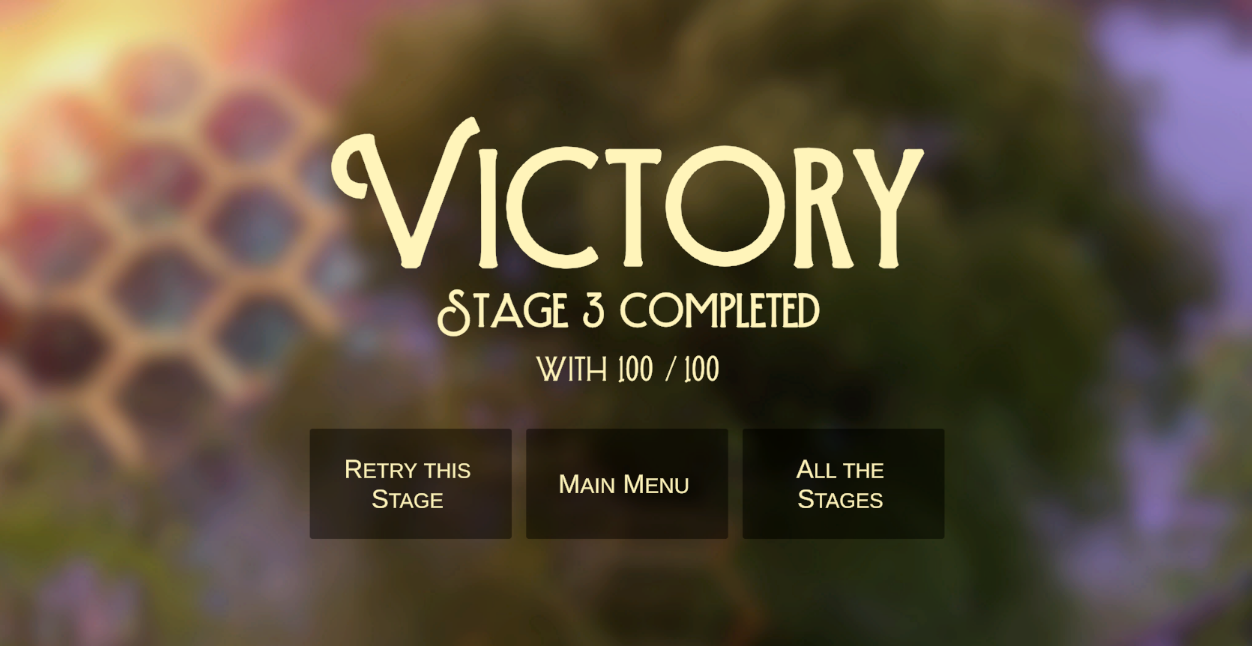 Victory
Stage 3 completed
with 100 / 100
Retry this
Stage
Main Menu
All the
Stages